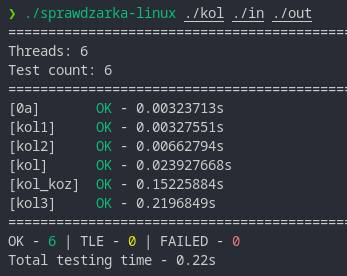 ❯ ./sprawdzarka-linux ./kol ./in ./out
==========================================
Threads: 6
Test count: 6
==========================================
[0a] OK - 0.00323713s
[kol1] OK - 0.00327551s
[kol2] OK - 0.00662794s
[kol] OK - 0.023927668s
[kol_koz] OK - 0.15225884s
[kol3] OK - 0.2196849s
==========================================
OK - 6 | TLE - 0 | FAILED - 0
Total testing time - 0.22s